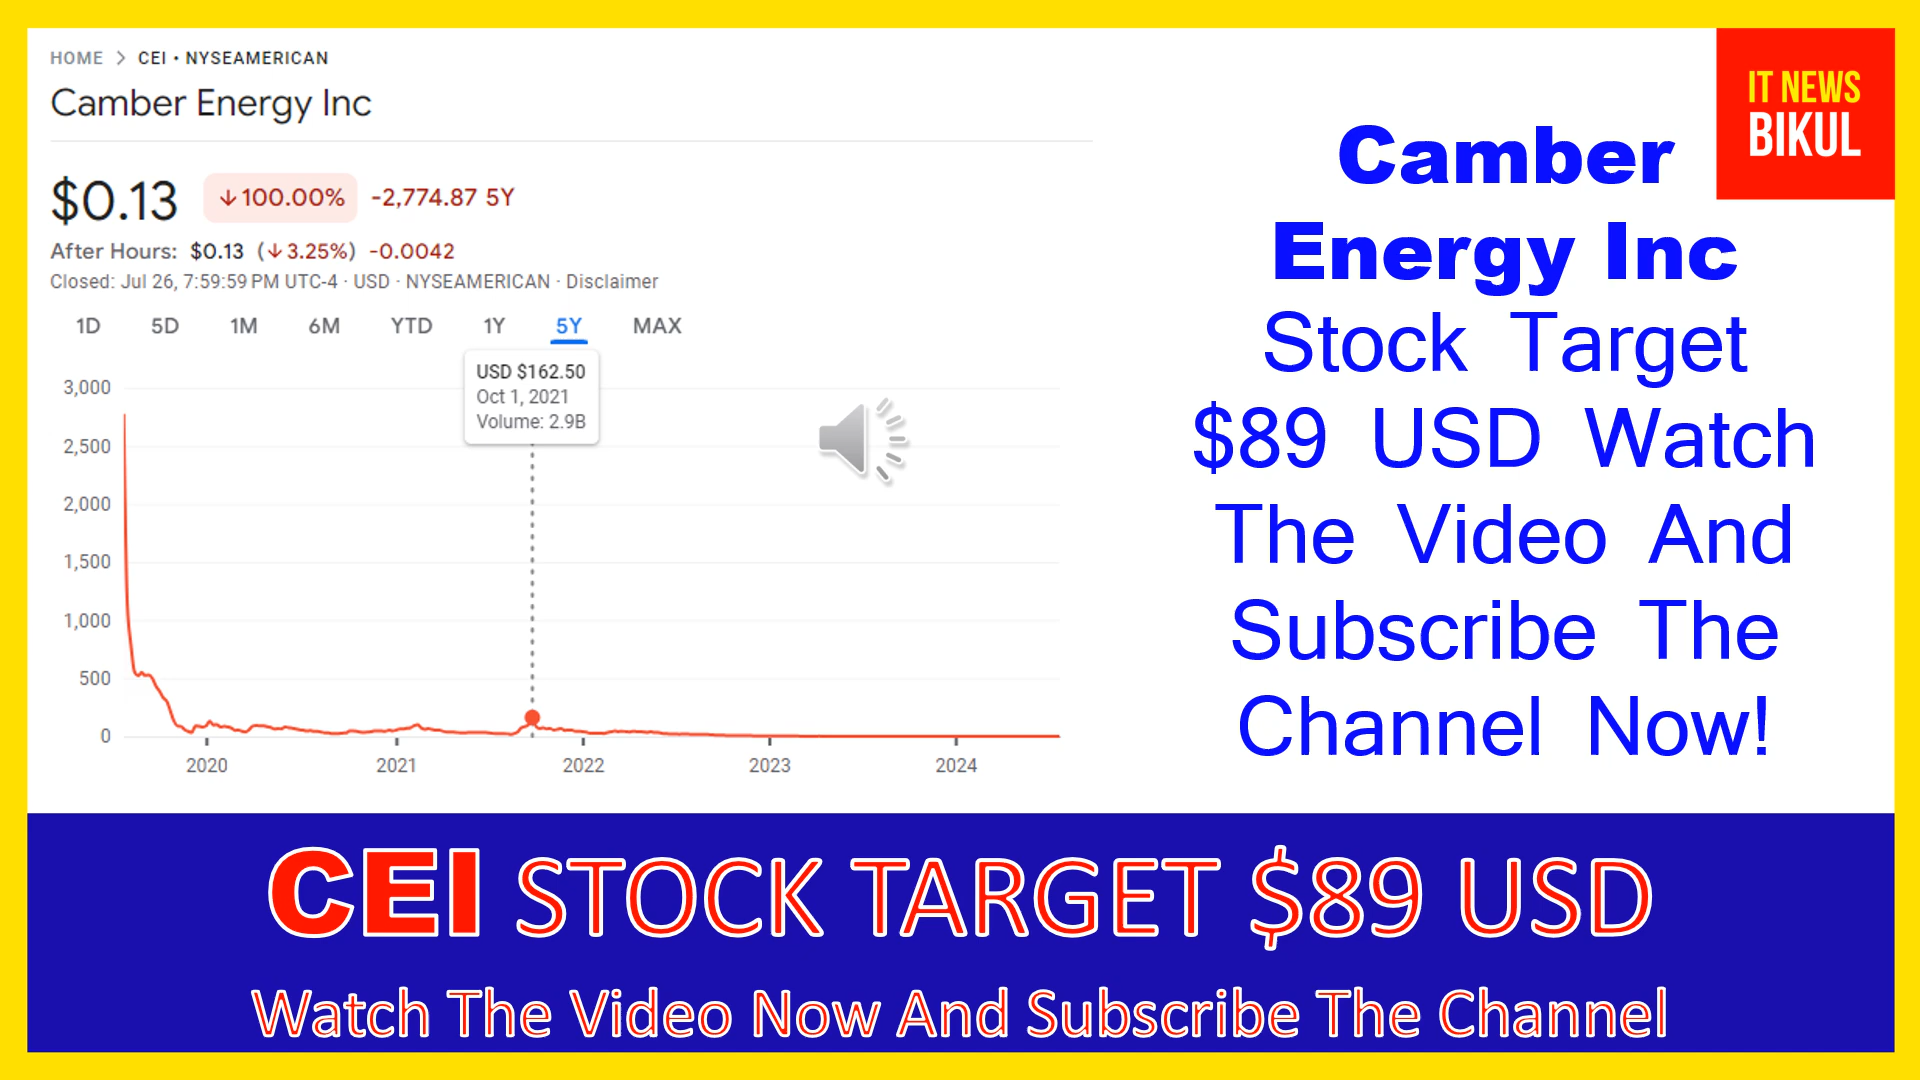 HOME > CEI • NYSEAMERICAN
Camber Energy Inc
$0.13 ↓100.00% -2,774.87 5Y
After Hours: $0.13 (↓3.25%) -0.0042
Closed: Jul 26, 7:59:59 PM UTC-4 · USD · NYSEAMERICAN · Disclaimer
1D 5D 1M 6M YTD 1Y 5Y MAX
USD $162.50
Oct 1, 2021
Volume: 2.9B
3,000
2,500
2,000
1,500
1,000
500
0
2020 2021 2022 2023 2024
IT NEWS
BIKUL
Camber
Energy Inc
Stock Target
$89 USD Watch
The Video And
Subscribe The
Channel Now!
CEI STOCK TARGET $89 USD
Watch The Video Now And Subscribe The Channel